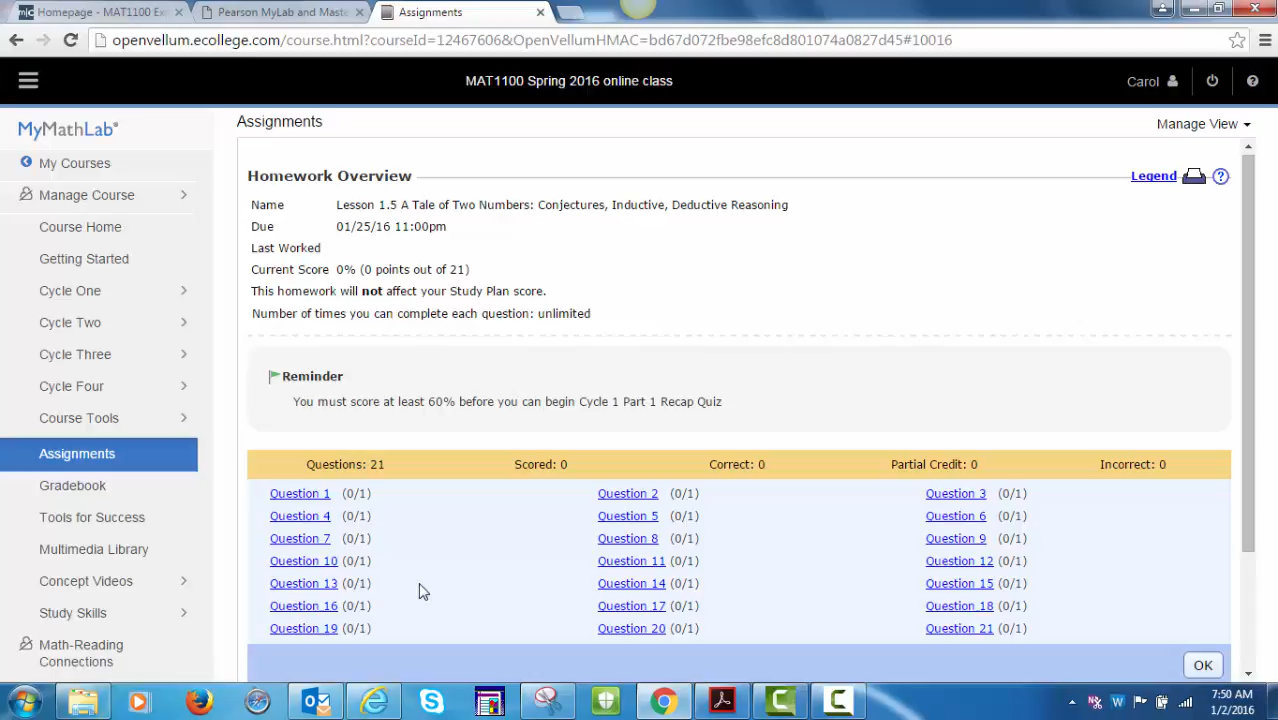 Homepage - MAT1100 Ex
Pearson MyLab and Maste
Assignments
openvellum.ecollege.com/course.html?courseId=12467606&OpenVellumHMAC=bd67d072fbe98efc8d801074a0827d45#10016
MAT1100 Spring 2016 online class
Carol
MyMathLab®
Assignments
Manage View
My Courses
Manage Course
Course Home
Getting Started
Cycle One
Cycle Two
Cycle Three
Cycle Four
Course Tools
Assignments
Gradebook
Tools for Success
Multimedia Library
Concept Videos
Study Skills
Math-Reading
Connections
Homework Overview
Legend
Name Lesson 1.5 A Tale of Two Numbers: Conjectures, Inductive, Deductive Reasoning
Due 01/25/16 11:00pm
Last Worked
Current Score 0% (0 points out of 21)
This homework will not affect your Study Plan score.
Number of times you can complete each question: unlimited
Reminder
You must score at least 60% before you can begin Cycle 1 Part 1 Recap Quiz
Questions: 21 Scored: 0 Correct: 0 Partial Credit: 0 Incorrect: 0
Question 1 (0/1) Question 2 (0/1) Question 3 (0/1)
Question 4 (0/1) Question 5 (0/1) Question 6 (0/1)
Question 7 (0/1) Question 8 (0/1) Question 9 (0/1)
Question 10 (0/1) Question 11 (0/1) Question 12 (0/1)
Question 13 (0/1) Question 14 (0/1) Question 15 (0/1)
Question 16 (0/1) Question 17 (0/1) Question 18 (0/1)
Question 19 (0/1) Question 20 (0/1) Question 21 (0/1)
OK
7:50 AM
1/2/2016